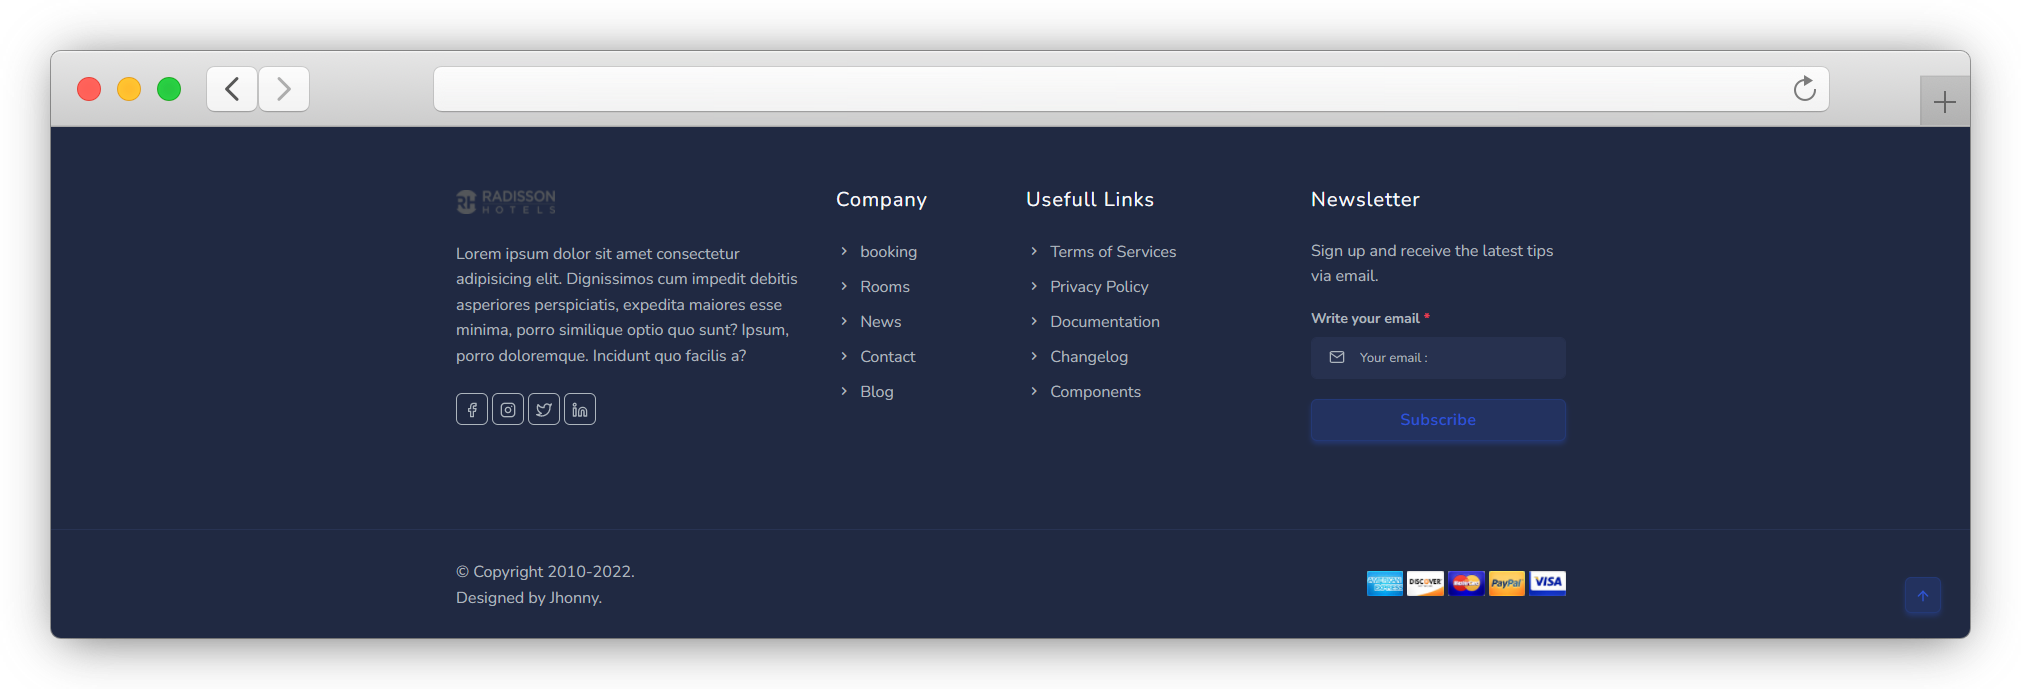 RADISSON
HOTELS
Lorem ipsum dolor sit amet consectetur
adipisicing elit. Dignissimos cum impedit debitis
asperiores perspiciatis, expedita maiores esse
minima, porro similique optio quo sunt? Ipsum,
porro doloremque. Incidunt quo facilis a?
Company
booking
Rooms
News
Contact
Blog
Usefull Links
Terms of Services
Privacy Policy
Documentation
Changelog
Components
Newsletter
Sign up and receive the latest tips
via email.
Write your email *
Your email :
Subscribe
© Copyright 2010-2022.
Designed by Jhonny.
AMERICAN
EXPRESS
DISCOVER
MasterCard
PayPal
VISA